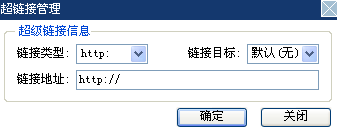 超链接管理
超级链接信息
链接类型: http: 链接目标: 默认(无)
链接地址: http://
确定 关闭